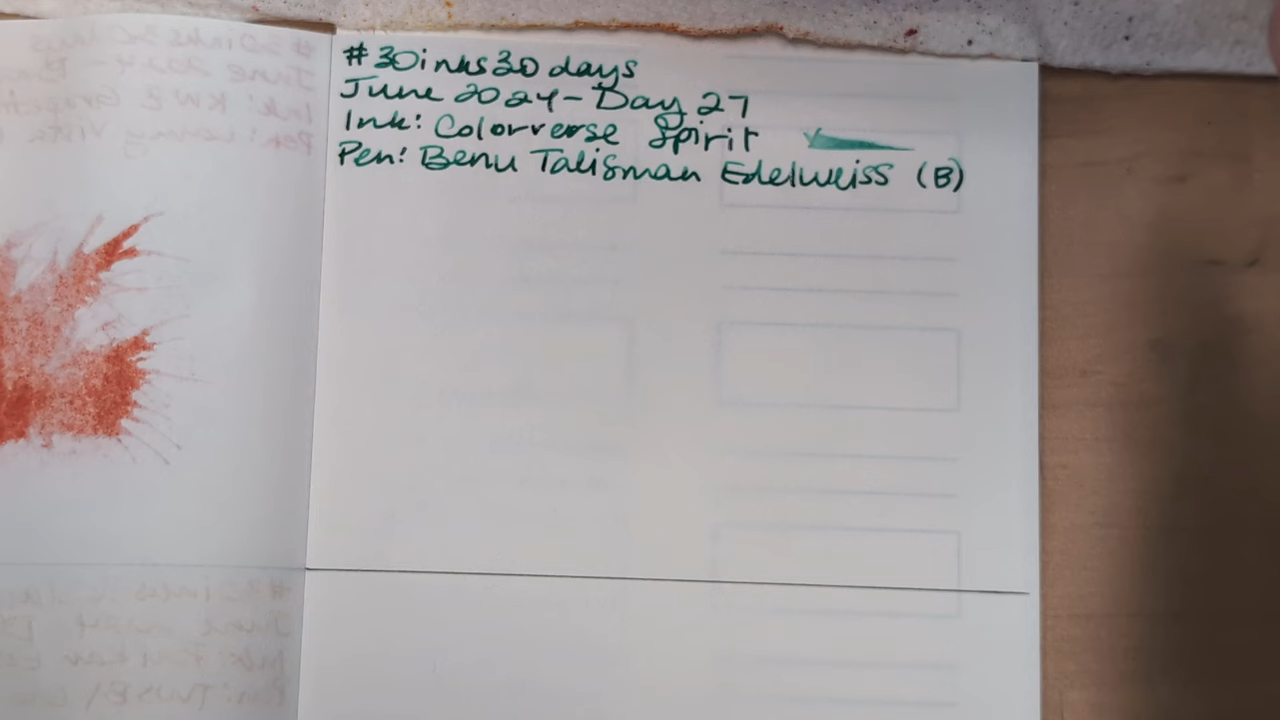 #30inks30days
June 2024 - Day 27
Ink: Colorverse Spirit
Pen: Benu Talisman Edelweiss (B)